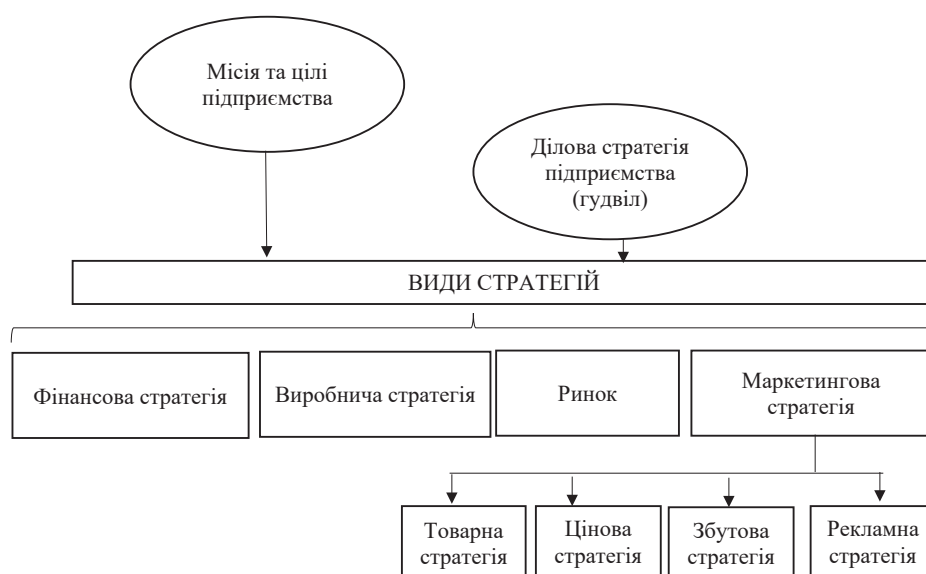 Місія та цілі
підприємства
Ділова стратегія
підприємства
(гудвіл)
ВИДИ СТРАТЕГІЙ
Фінансова стратегія
Виробнича стратегія
Ринок
Маркетингова
стратегія
Товарна
стратегія
Цінова
стратегія
Збутова
стратегія
Рекламна
стратегія